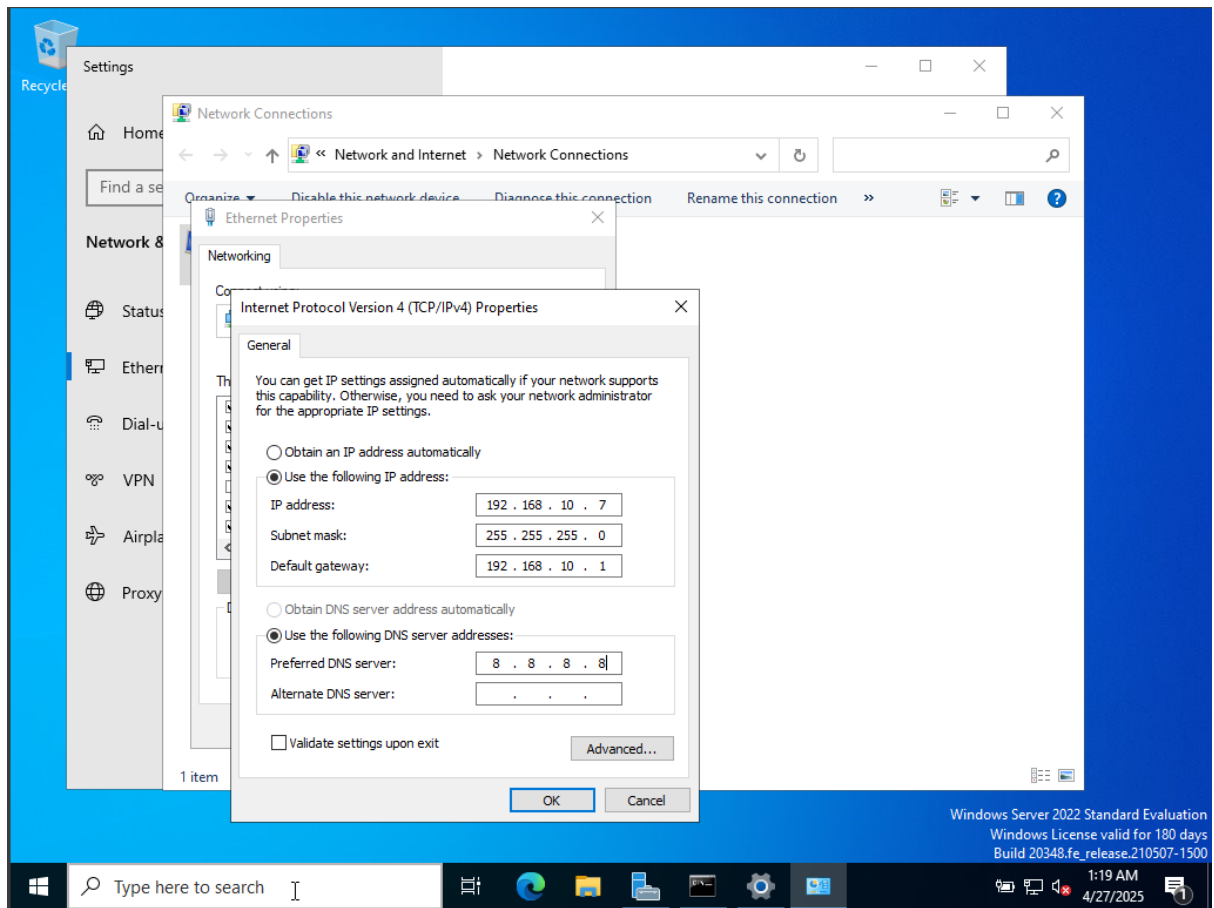 Recycle
Settings
Home
Find a se
Network &
Status
Ethern
Dial-u
VPN
Airpla
Proxy
Network Connections
« Network and Internet > Network Connections
Organize Disable this network device Diagnose this connection Rename this connection »
Ethernet Properties
Networking
Connect using:
Th
Internet Protocol Version 4 (TCP/IPv4) Properties
General
You can get IP settings assigned automatically if your network supports
this capability. Otherwise, you need to ask your network administrator
for the appropriate IP settings.
Obtain an IP address automatically
Use the following IP address:
IP address: 192 . 168 . 10 . 7
Subnet mask: 255 . 255 . 255 . 0
Default gateway: 192 . 168 . 10 . 1
Obtain DNS server address automatically
Use the following DNS server addresses:
Preferred DNS server: 8 . 8 . 8 . 8
Alternate DNS server: . . .
Validate settings upon exit
Advanced...
OK Cancel
1 item
Windows Server 2022 Standard Evaluation
Windows License valid for 180 days
Build 20348.fe_release.210507-1500
Type here to search
1:19 AM
4/27/2025
1